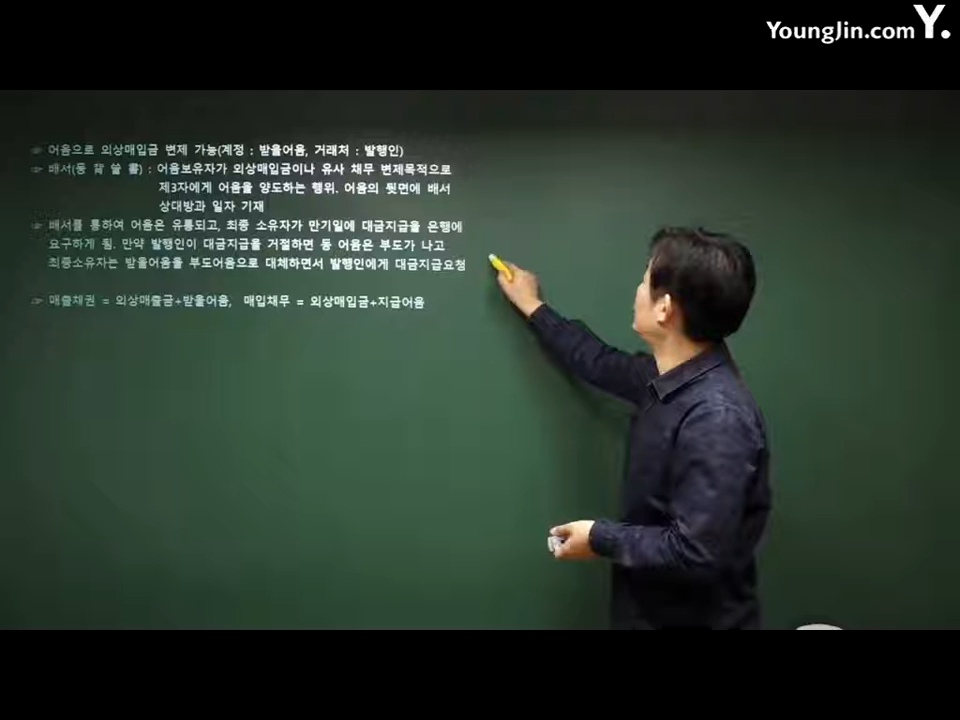 YoungJin.com Y.
☞ 어음으로 외상매입금 변제 가능(계정 : 받을어음, 거래처 : 발행인)
☞ 배서(등 背 쓸 書) : 어음보유자가 외상매입금이나 유사 채무 변제목적으로
제3자에게 어음을 양도하는 행위. 어음의 뒷면에 배서
상대방과 일자 기재
☞ 배서를 통하여 어음은 유통되고, 최종 소유자가 만기일에 대금지급을 은행에
요구하게 됨. 만약 발행인이 대금지급을 거절하면 동 어음은 부도가 나고
최종소유자는 받을어음을 부도어음으로 대체하면서 발행인에게 대금지급요청
☞ 매출채권 = 외상매출금+받을어음, 매입채무 = 외상매입금+지급어음